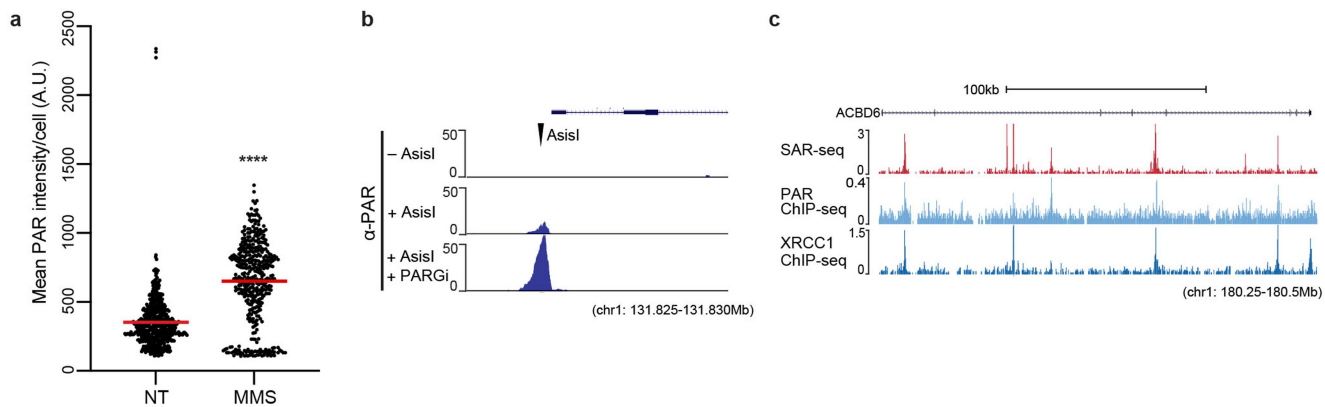 a
Mean PAR intensity/cell (A.U.)
2500
2000
1500
1000
500
0
****
NT
MMS
b
AsisI
α-PAR
– AsisI
50
0
+ AsisI
50
0
+ AsisI
+ PARGi
50
0
(chr1: 131.825-131.830Mb)
c
100kb
ACBD6
SAR-seq
3
0
PAR
ChIP-seq
0.4
0
XRCC1
ChIP-seq
1.5
0
(chr1: 180.25-180.5Mb)